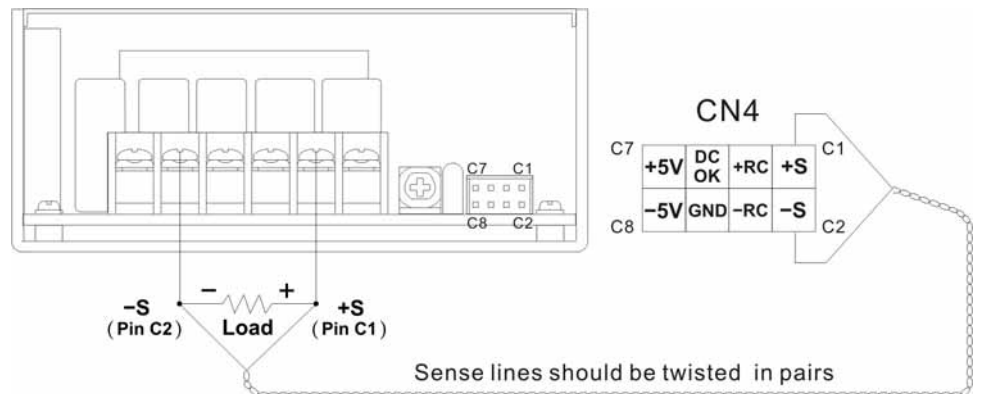 CN4
C7 C1
+5V DC OK +RC +S
−5V GND −RC −S
C8 C2
C7 C1
C8 C2
− +
−S +S
(Pin C2) Load (Pin C1)
Sense lines should be twisted in pairs